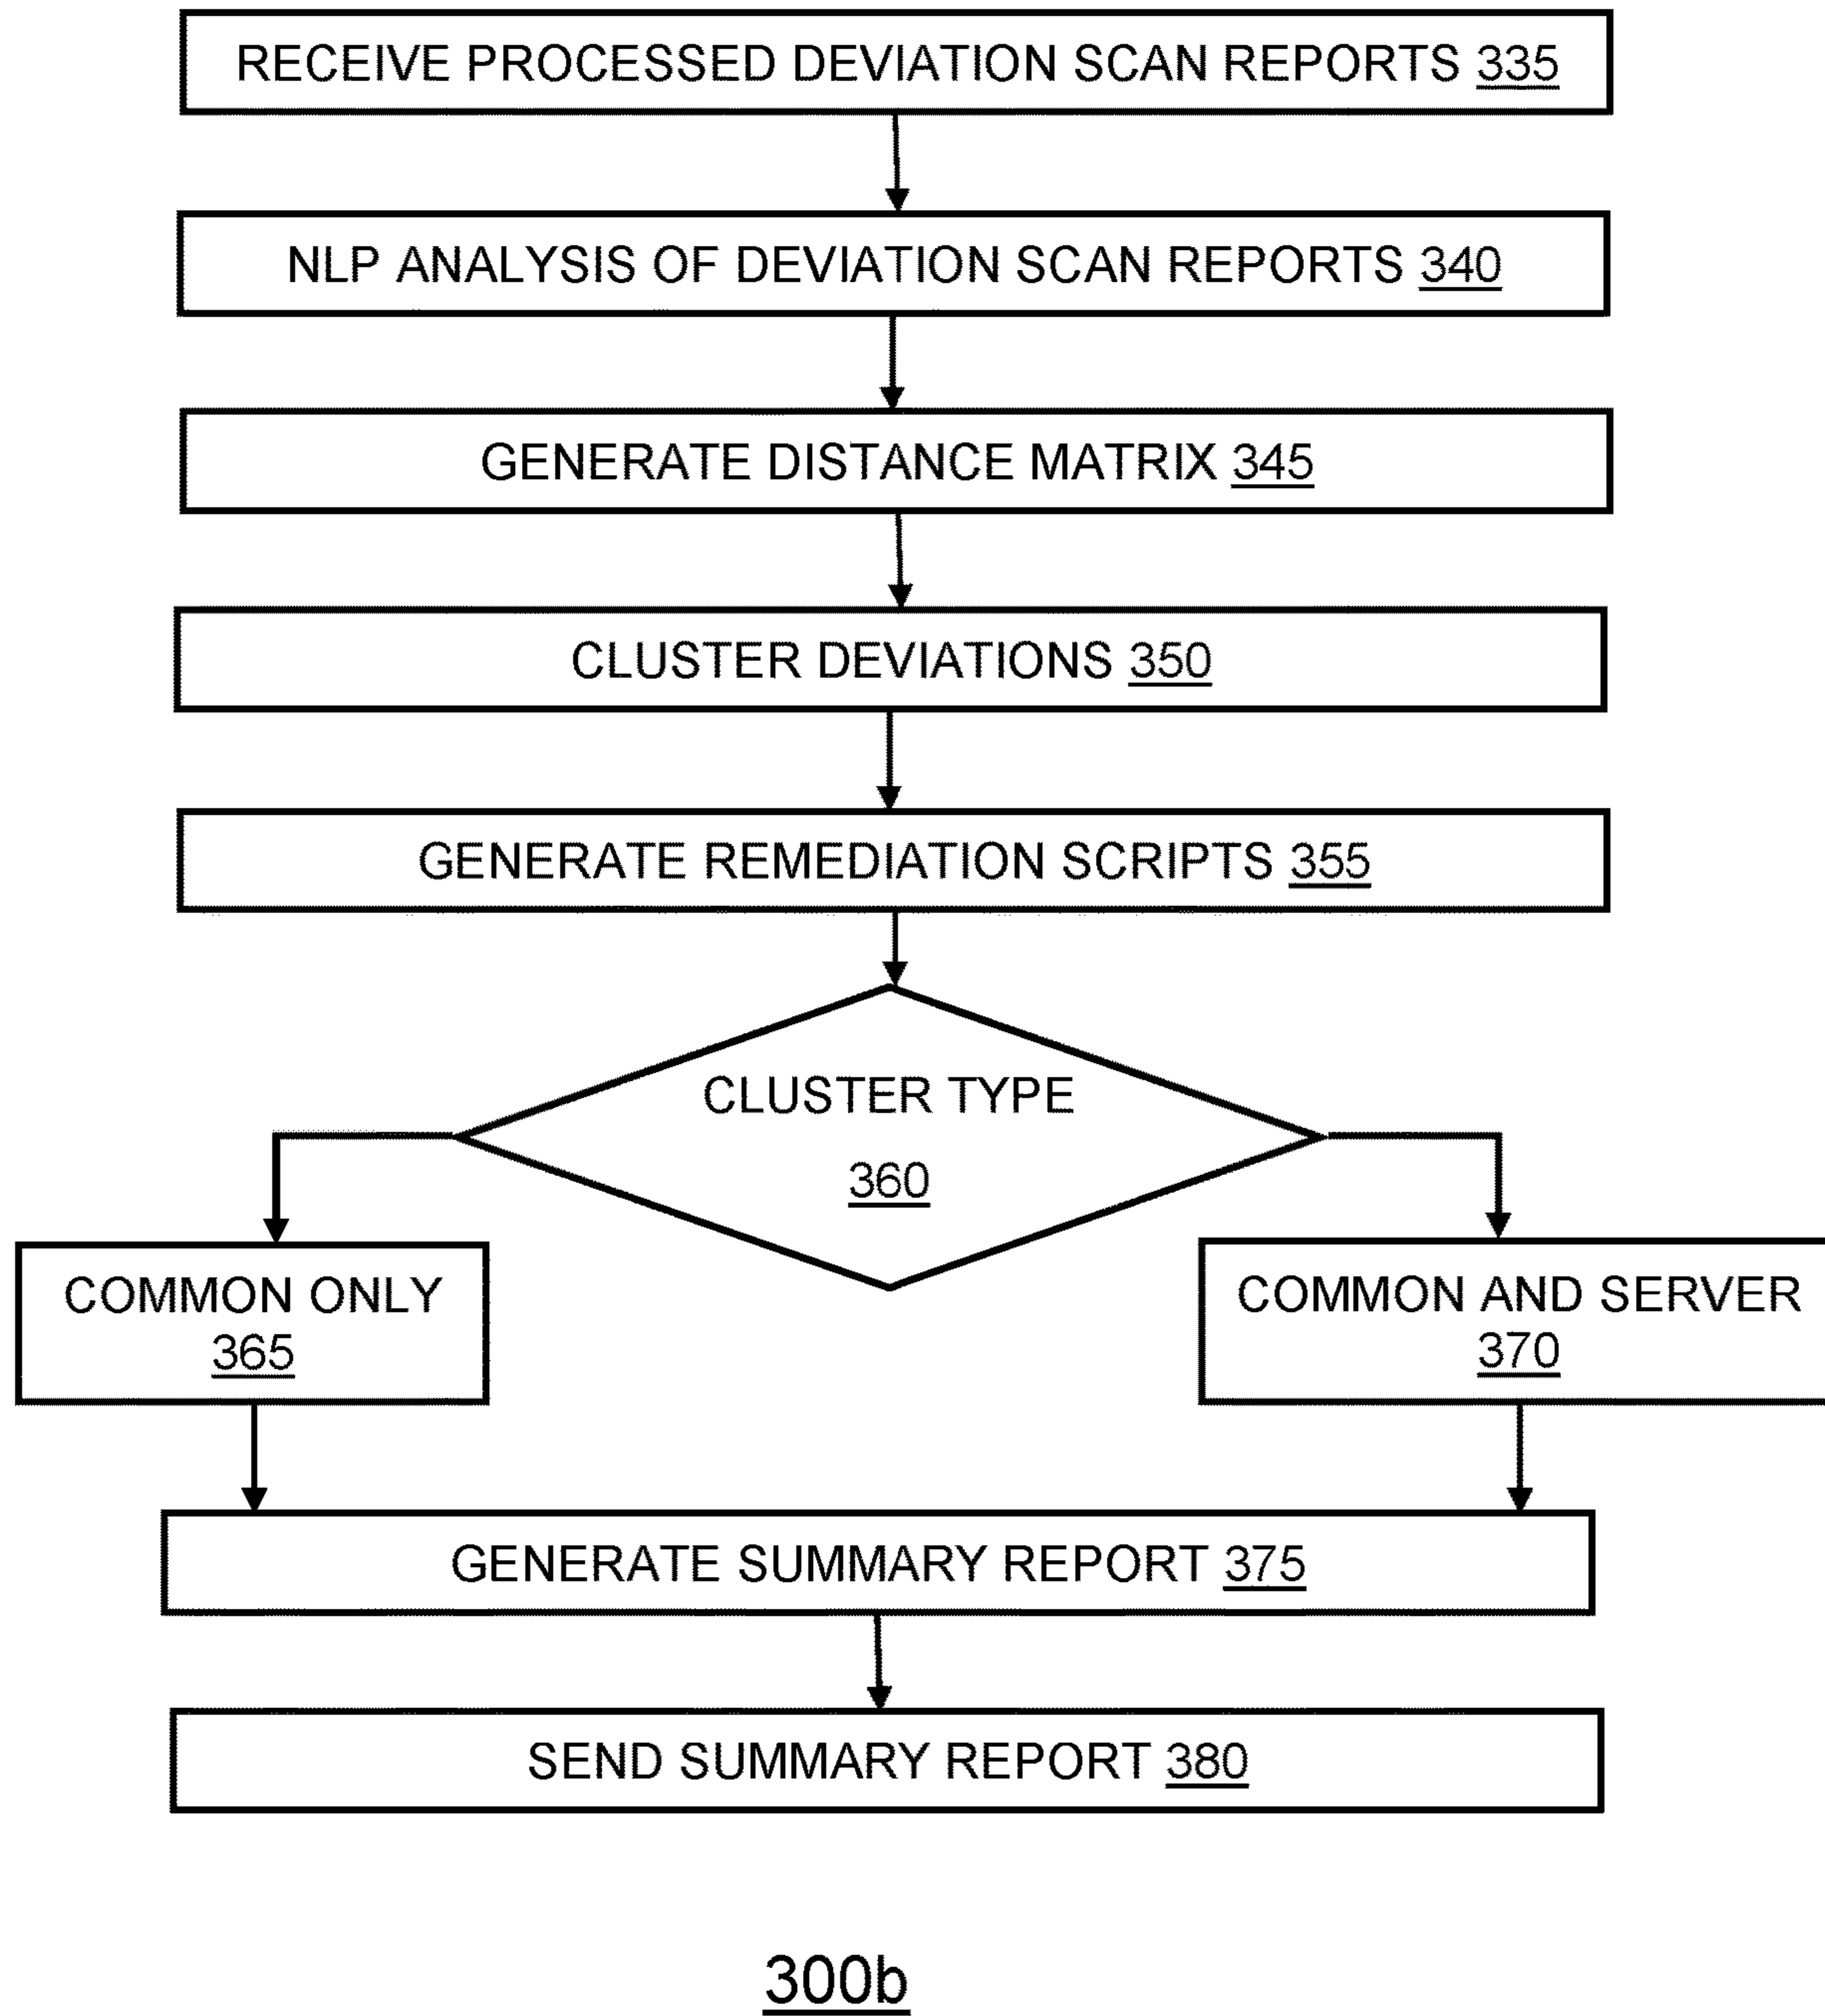 RECEIVE PROCESSED DEVIATION SCAN REPORTS 335
NLP ANALYSIS OF DEVIATION SCAN REPORTS 340
GENERATE DISTANCE MATRIX 345
CLUSTER DEVIATIONS 350
GENERATE REMEDIATION SCRIPTS 355
CLUSTER TYPE
360
COMMON ONLY
365
COMMON AND SERVER
370
GENERATE SUMMARY REPORT 375
SEND SUMMARY REPORT 380
300b